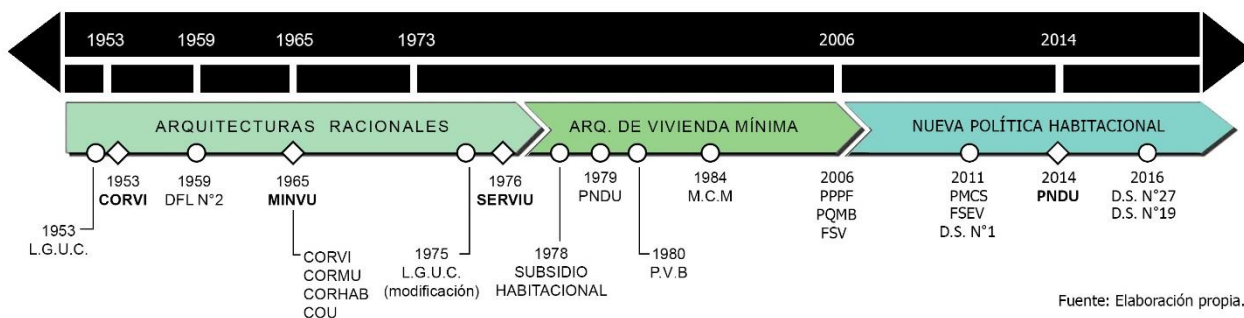 1953 1959 1965 1973 2006 2014
ARQUITECTURAS RACIONALES
ARQ. DE VIVIENDA MÍNIMA
NUEVA POLÍTICA HABITACIONAL
1953
L.G.U.C.
1953
CORVI
1959
DFL N°2
1965
MINVU
CORVI
CORMU
CORHAB
COU
1975
L.G.U.C.
(modificación)
1976
SERVIU
1978
SUBSIDIO
HABITACIONAL
1979
PNDU
1980
P.V.B
1984
M.C.M
2006
PPPF
PQMB
FSV
2011
PMCS
FSEV
D.S. N°1
2014
PNDU
2016
D.S. N°27
D.S. N°19
Fuente: Elaboración propia.